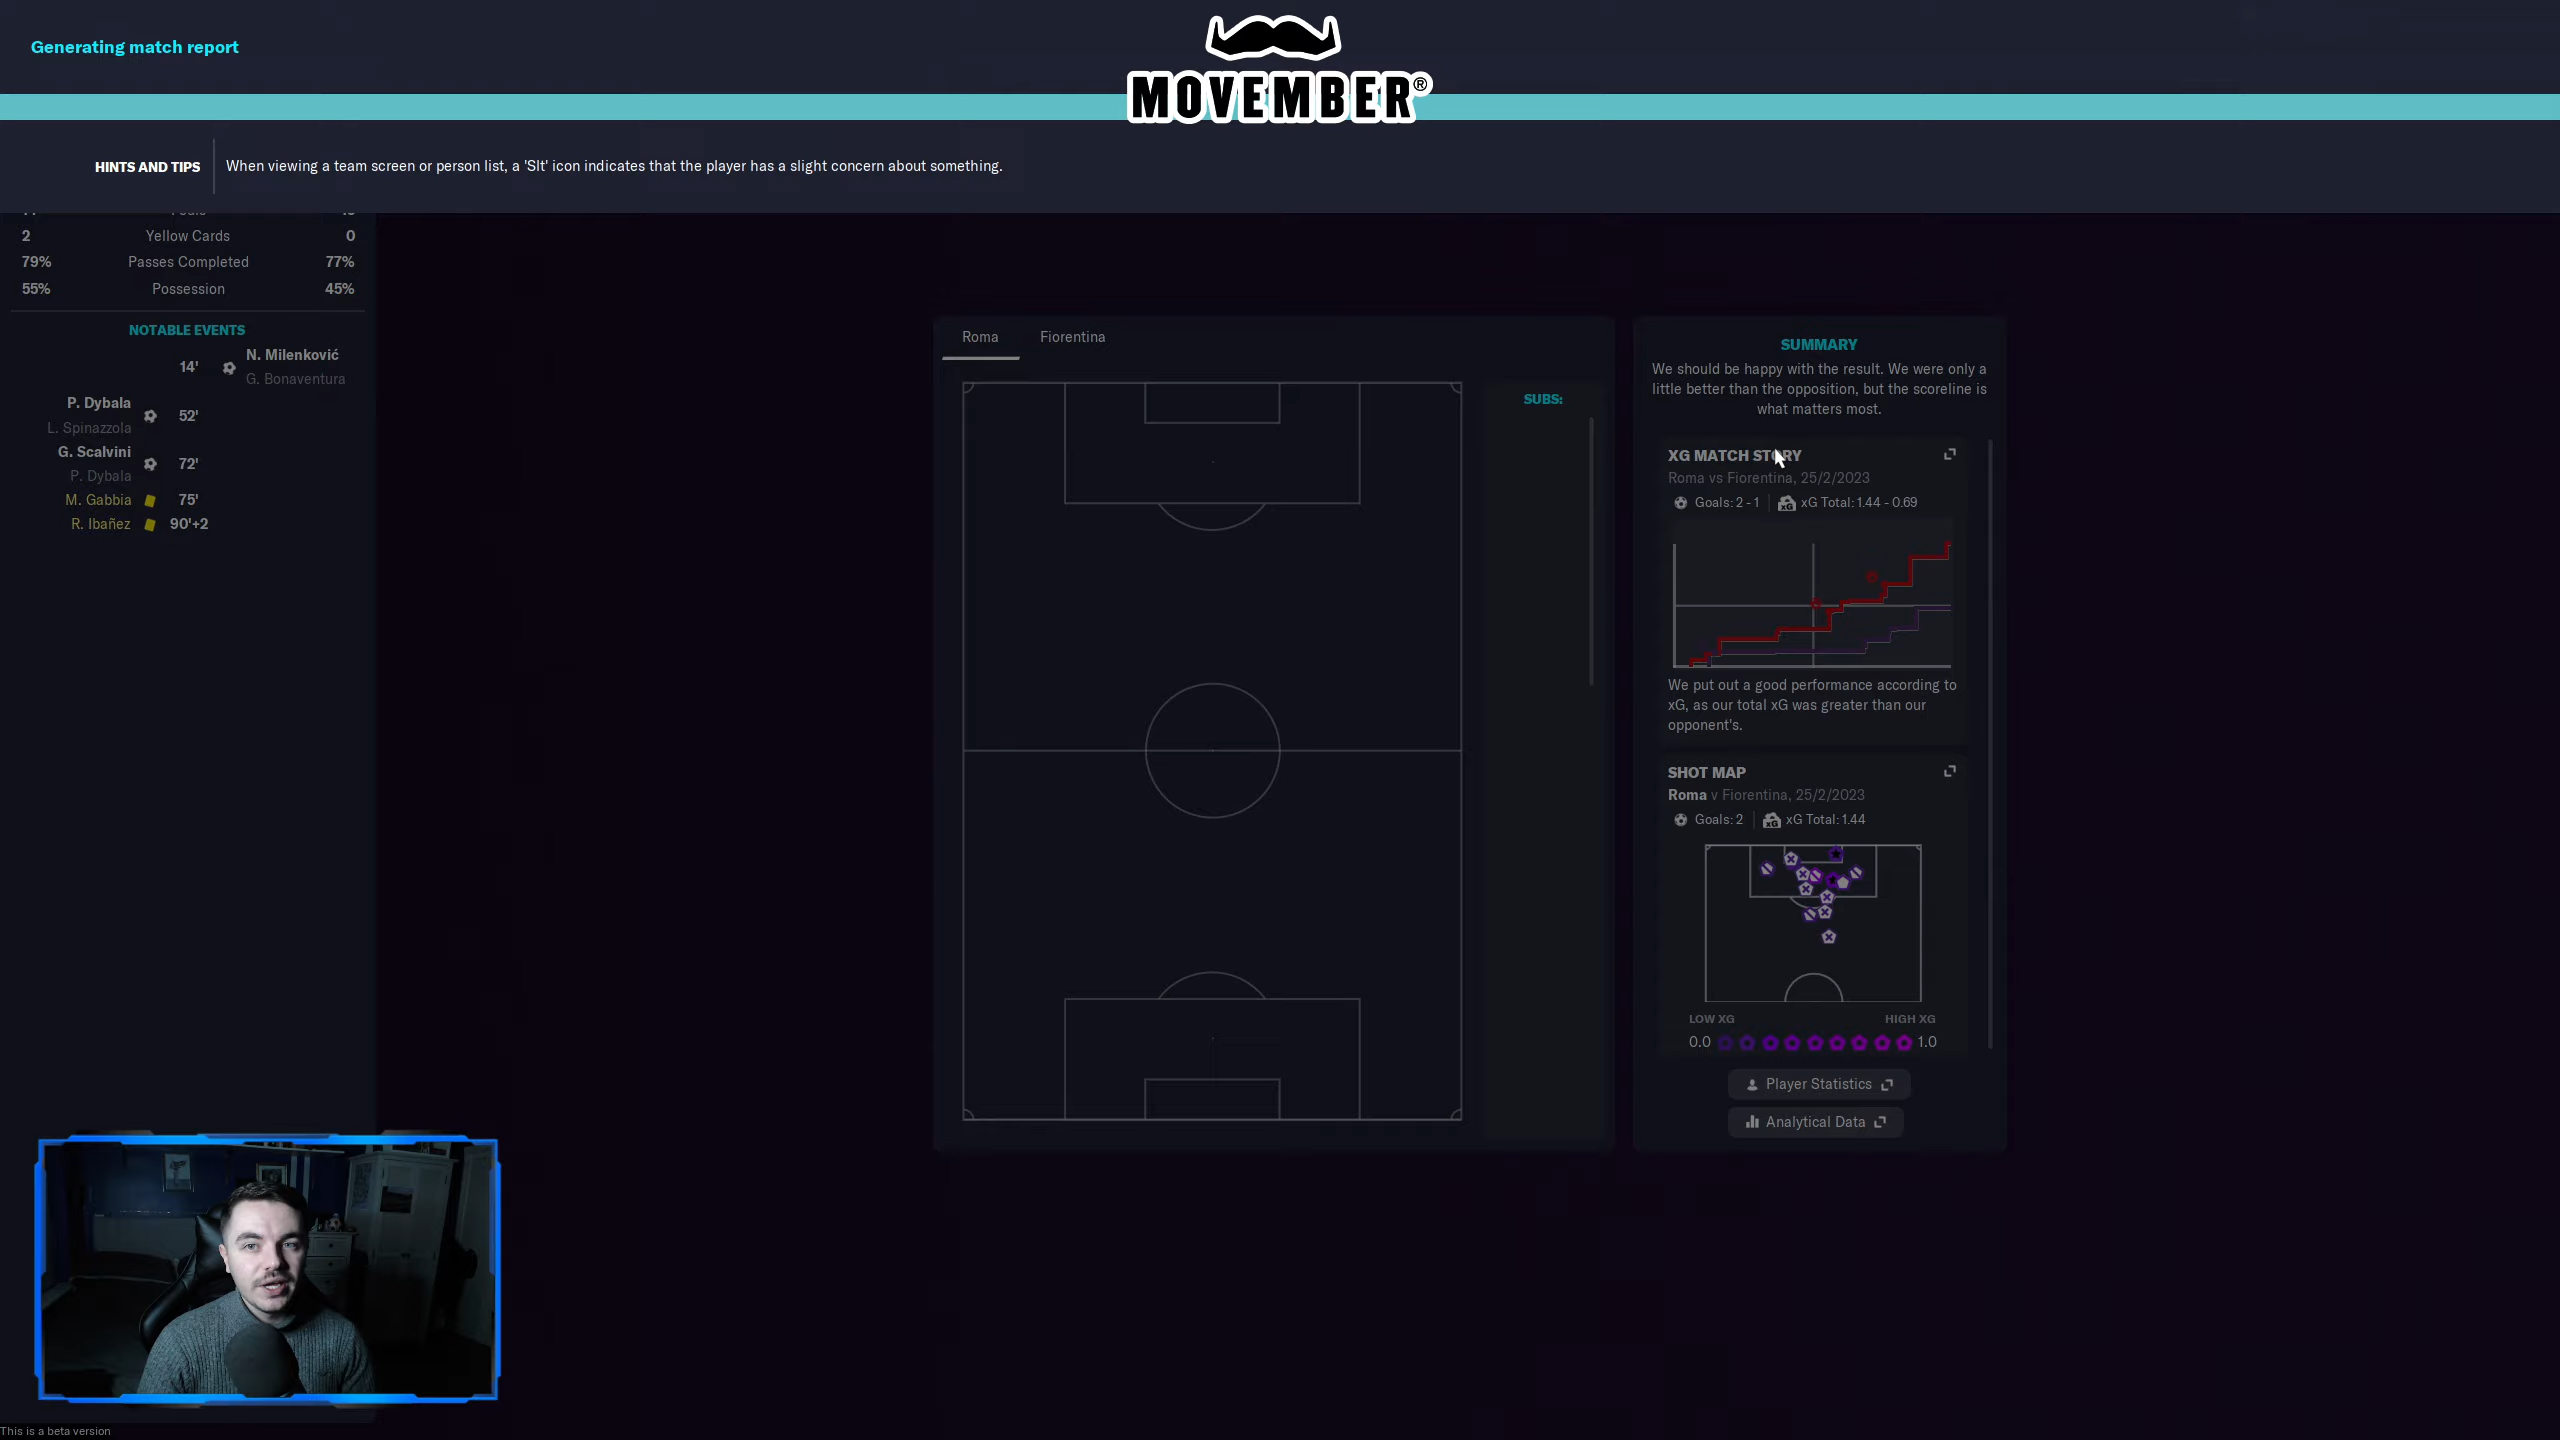 Generating match report
MOVEMBER®
HINTS AND TIPS
When viewing a team screen or person list, a 'Slt' icon indicates that the player has a slight concern about something.
2 Yellow Cards 0
79% Passes Completed 77%
55% Possession 45%
NOTABLE EVENTS
14' N. Milenković
G. Bonaventura
P. Dybala 52'
L. Spinazzola
G. Scalvini 72'
P. Dybala
M. Gabbia 75'
R. Ibañez 90'+2
Roma Fiorentina
SUBS:
SUMMARY
We should be happy with the result. We were only a
little better than the opposition, but the scoreline is
what matters most.
XG MATCH STORY
Roma vs Fiorentina, 25/2/2023
Goals: 2 - 1 xG Total: 1.44 - 0.69
We put out a good performance according to
xG, as our total xG was greater than our
opponent's.
SHOT MAP
Roma v Fiorentina, 25/2/2023
Goals: 2 xG Total: 1.44
LOW XG HIGH XG
0.0 1.0
Player Statistics
Analytical Data
This is a beta version